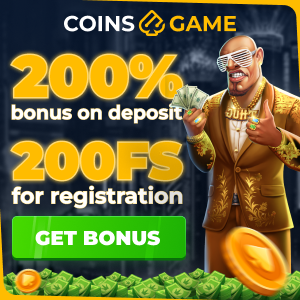 COINS GAME
200%
bonus on deposit
200FS
for registration
GET BONUS